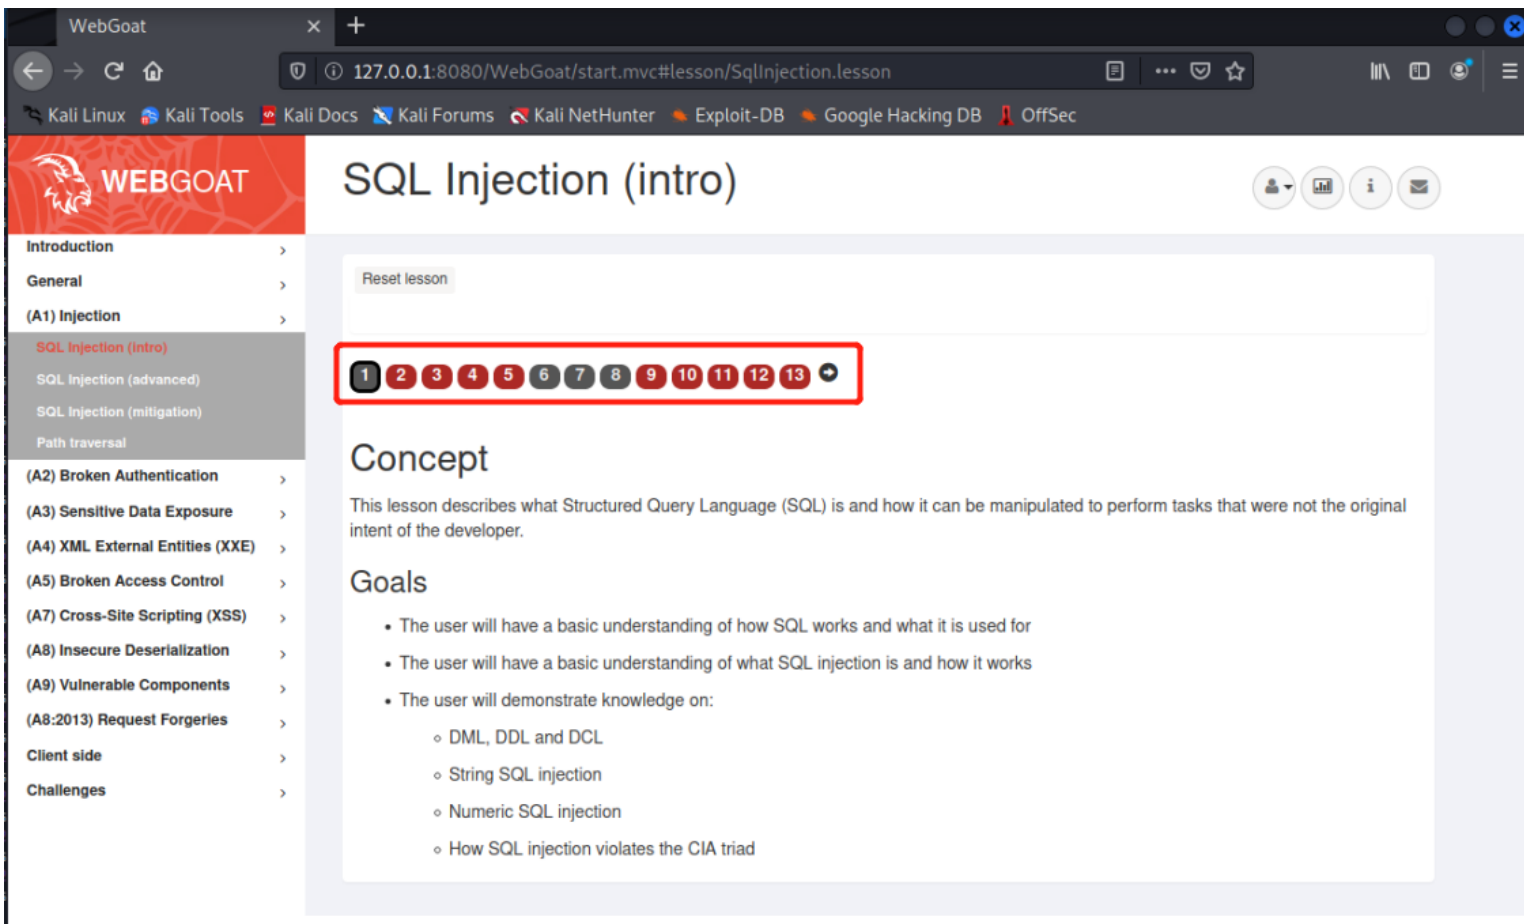 WebGoat
127.0.0.1:8080/WebGoat/start.mvc#lesson/SqlInjection.lesson
Kali Linux Kali Tools Kali Docs Kali Forums Kali NetHunter Exploit-DB Google Hacking DB OffSec
WEBGOAT
SQL Injection (intro)
Introduction
General
(A1) Injection
SQL Injection (intro)
SQL Injection (advanced)
SQL Injection (mitigation)
Path traversal
(A2) Broken Authentication
(A3) Sensitive Data Exposure
(A4) XML External Entities (XXE)
(A5) Broken Access Control
(A7) Cross-Site Scripting (XSS)
(A8) Insecure Deserialization
(A9) Vulnerable Components
(A8:2013) Request Forgeries
Client side
Challenges
Reset lesson
1 2 3 4 5 6 7 8 9 10 11 12 13
Concept
This lesson describes what Structured Query Language (SQL) is and how it can be manipulated to perform tasks that were not the original
intent of the developer.
Goals
• The user will have a basic understanding of how SQL works and what it is used for
• The user will have a basic understanding of what SQL injection is and how it works
• The user will demonstrate knowledge on:
◦ DML, DDL and DCL
◦ String SQL injection
◦ Numeric SQL injection
◦ How SQL injection violates the CIA triad